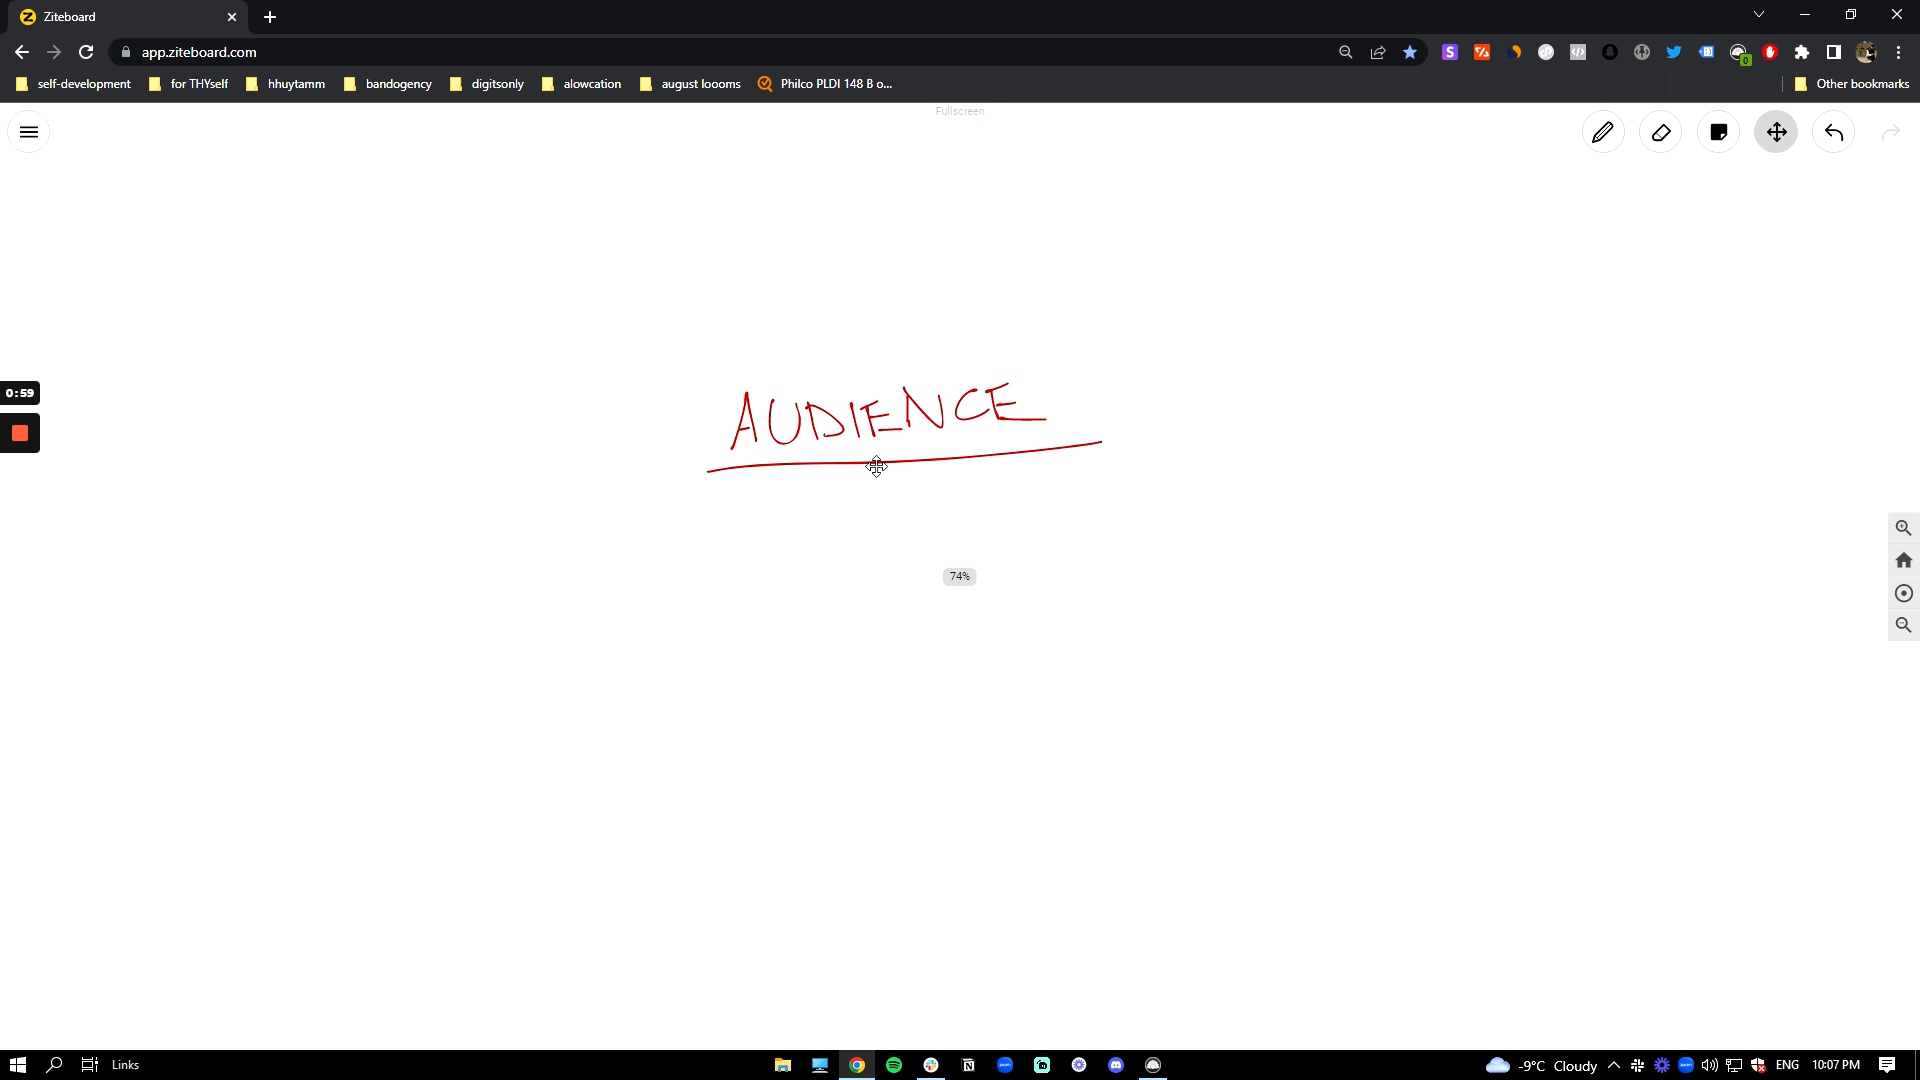 Ziteboard
app.ziteboard.com
self-development for THYself hhuytamm bandogency digitsonly alowcation august loooms Philco PLDI 148 B o... Other bookmarks
Fullscreen
0:59
AUDIENCE
74%
Links -9°C Cloudy ENG 10:07 PM